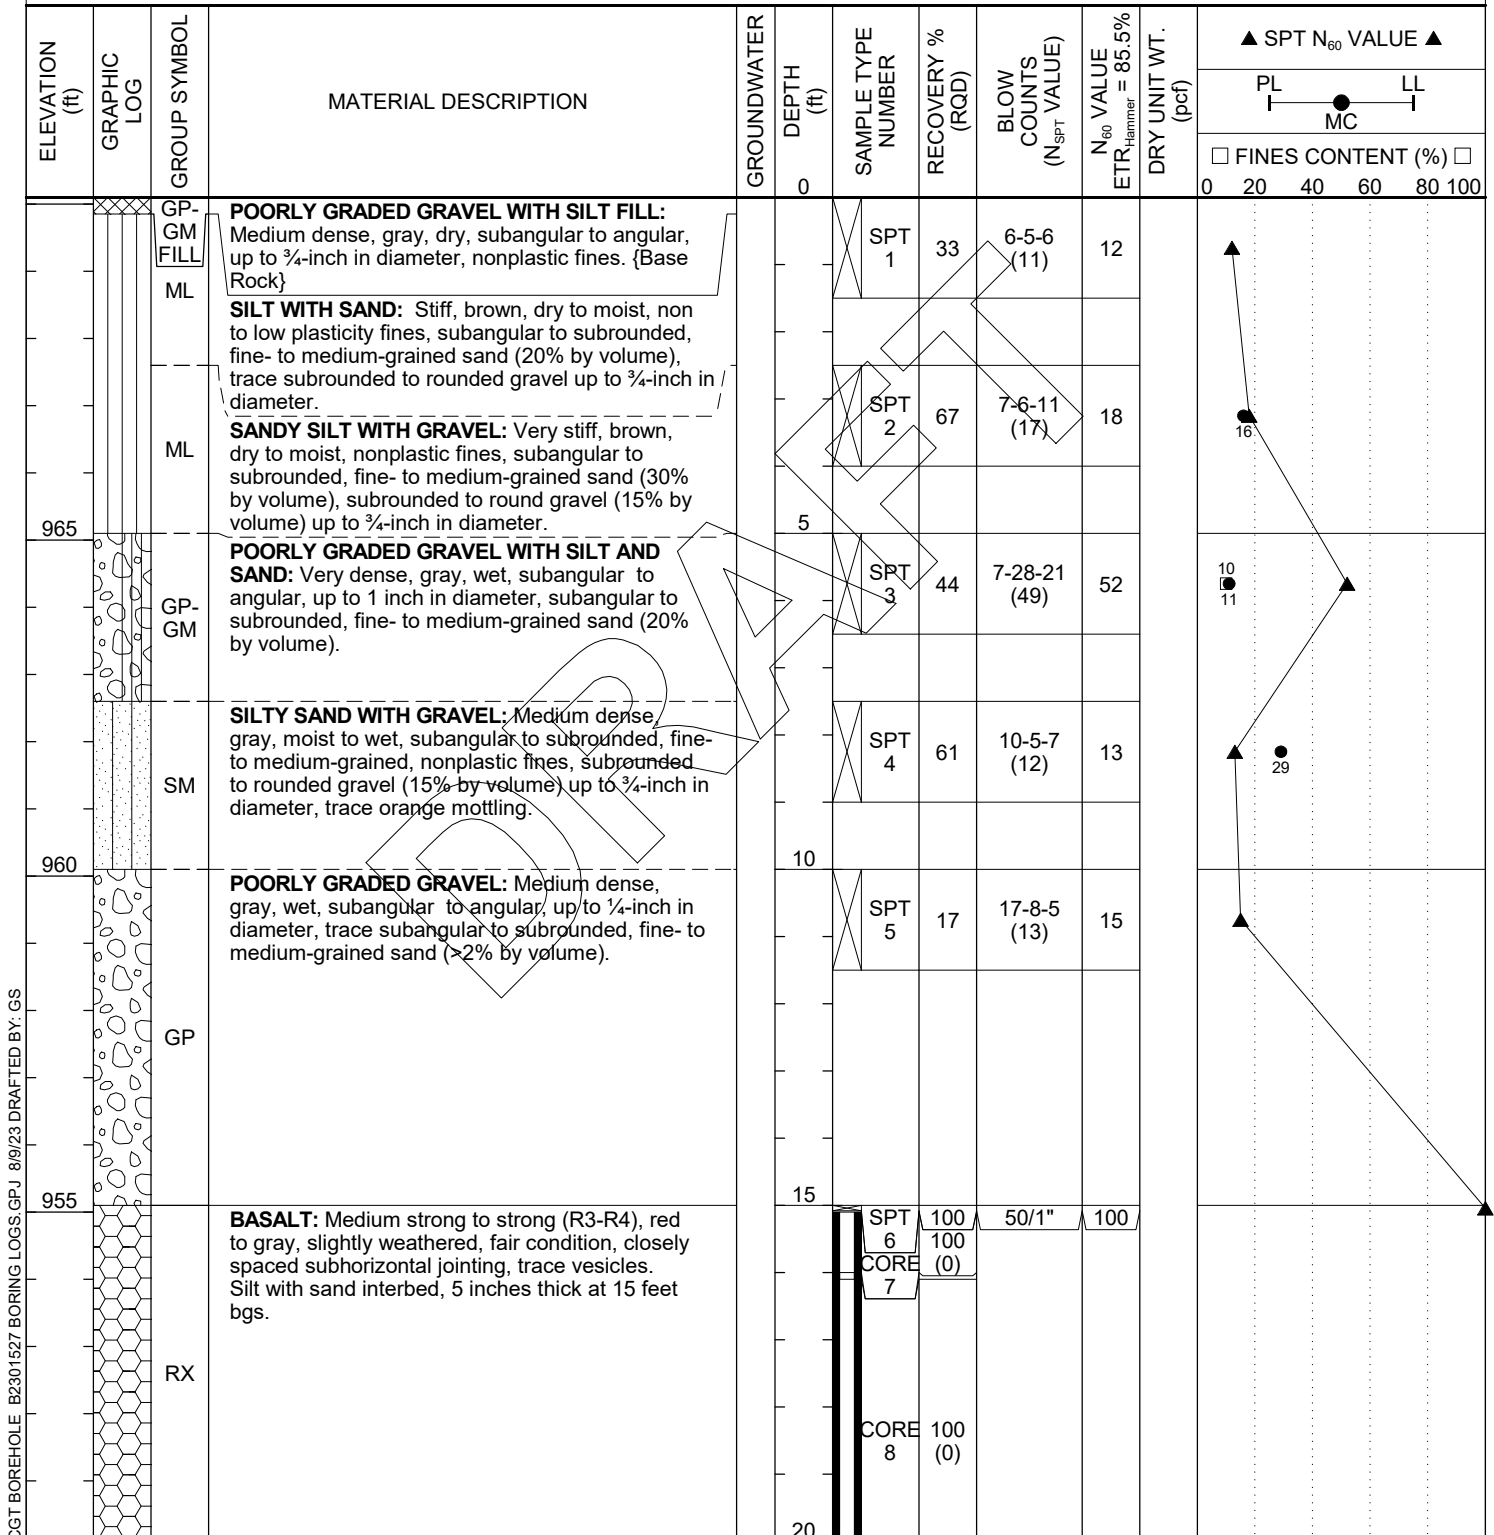 ELEVATION
(ft)
GRAPHIC
LOG
GROUP SYMBOL
MATERIAL DESCRIPTION
GROUNDWATER
DEPTH
(ft)
SAMPLE TYPE
NUMBER
RECOVERY %
(RQD)
BLOW
COUNTS
(N_SPT VALUE)
N60 VALUE
ETR_Hammer = 85.5%
DRY UNIT WT.
(pcf)
▲ SPT N60 VALUE ▲
PL LL
MC
□ FINES CONTENT (%) □
0
0 20 40 60 80 100
GP-
GM
FILL
POORLY GRADED GRAVEL WITH SILT FILL:
Medium dense, gray, dry, subangular to angular,
up to ¾-inch in diameter, nonplastic fines. {Base
Rock}
SPT
1
33
6-5-6
(11)
12
ML
SILT WITH SAND: Stiff, brown, dry to moist, non
to low plasticity fines, subangular to subrounded,
fine- to medium-grained sand (20% by volume),
trace subrounded to rounded gravel up to ¾-inch in
diameter.
SPT
2
67
7-6-11
(17)
18
16
ML
SANDY SILT WITH GRAVEL: Very stiff, brown,
dry to moist, nonplastic fines, subangular to
subrounded, fine- to medium-grained sand (30%
by volume), subrounded to round gravel (15% by
volume) up to ¾-inch in diameter.
965
5
GP-
GM
POORLY GRADED GRAVEL WITH SILT AND
SAND: Very dense, gray, wet, subangular to
angular, up to 1 inch in diameter, subangular to
subrounded, fine- to medium-grained sand (20%
by volume).
SPT
3
44
7-28-21
(49)
52
10
11
SM
SILTY SAND WITH GRAVEL: Medium dense,
gray, moist to wet, subangular to subrounded, fine-
to medium-grained, nonplastic fines, subrounded
to rounded gravel (15% by volume) up to ¾-inch in
diameter, trace orange mottling.
SPT
4
61
10-5-7
(12)
13
29
960
10
GP
POORLY GRADED GRAVEL: Medium dense,
gray, wet, subangular to angular, up to ¼-inch in
diameter, trace subangular to subrounded, fine- to
medium-grained sand (>2% by volume).
SPT
5
17
17-8-5
(13)
15
955
15
RX
BASALT: Medium strong to strong (R3-R4), red
to gray, slightly weathered, fair condition, closely
spaced subhorizontal jointing, trace vesicles.
Silt with sand interbed, 5 inches thick at 15 feet
bgs.
SPT
6
100
50/1"
100
CORE
7
100
(0)
CORE
8
100
(0)
20
DRAFT
CGT BOREHOLE B2301527 BORING LOGS.GPJ 8/9/23 DRAFTED BY: GS